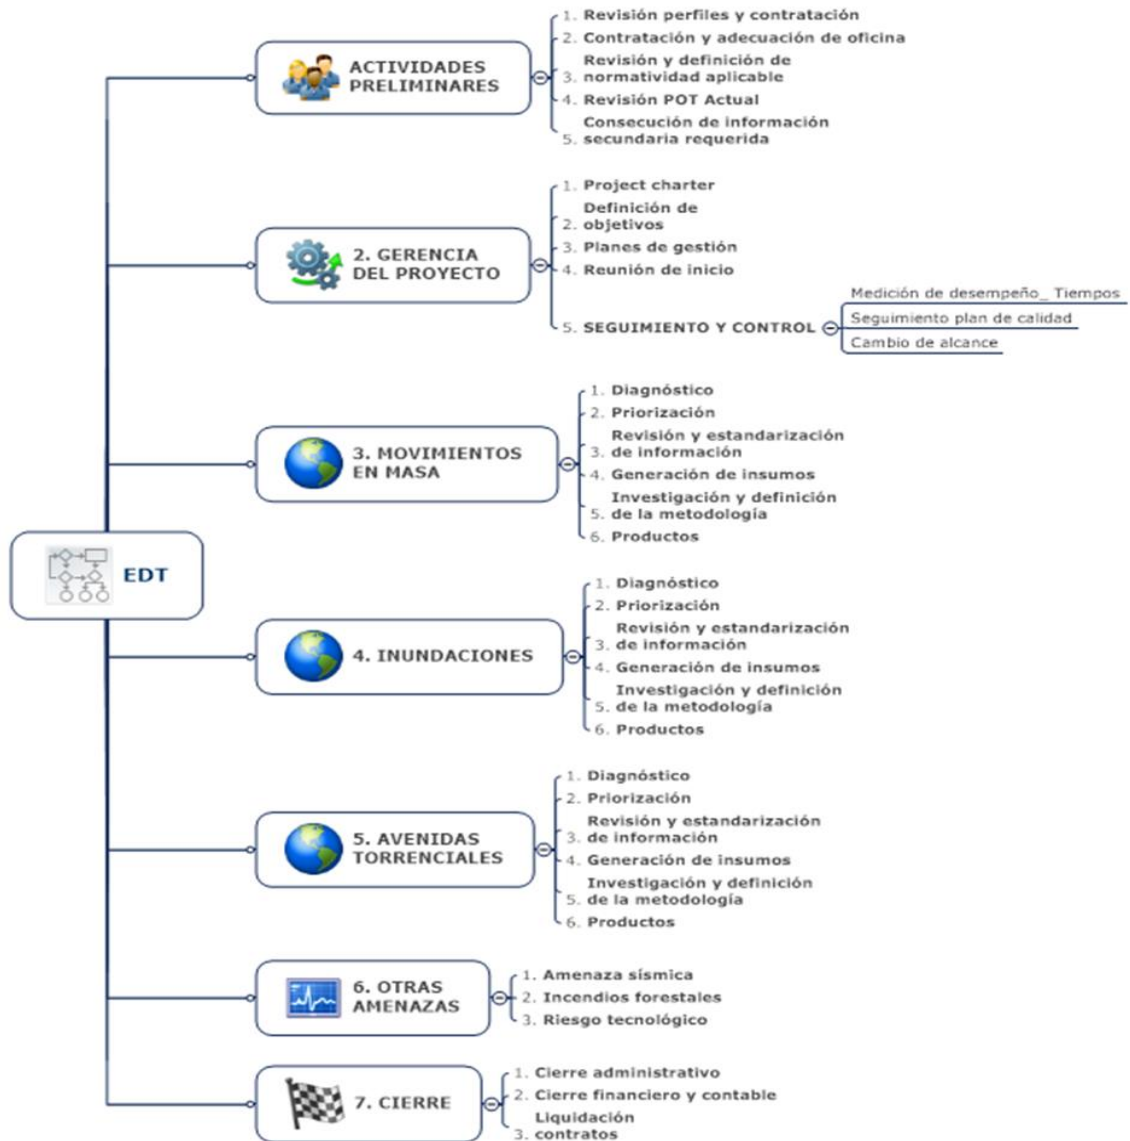 EDT
ACTIVIDADES
PRELIMINARES
1. Revisión perfiles y contratación
2. Contratación y adecuación de oficina
Revisión y definición de
3. normatividad aplicable
4. Revisión POT Actual
Consecución de información
5. secundaria requerida
2. GERENCIA
DEL PROYECTO
1. Project charter
Definición de
2. objetivos
3. Planes de gestión
4. Reunión de inicio
5. SEGUIMIENTO Y CONTROL
Medición de desempeño_ Tiempos
Seguimiento plan de calidad
Cambio de alcance
3. MOVIMIENTOS
EN MASA
1. Diagnóstico
2. Priorización
Revisión y estandarización
3. de información
4. Generación de insumos
Investigación y definición
5. de la metodología
6. Productos
4. INUNDACIONES
1. Diagnóstico
2. Priorización
Revisión y estandarización
3. de información
4. Generación de insumos
Investigación y definición
5. de la metodología
6. Productos
5. AVENIDAS
TORRENCIALES
1. Diagnóstico
2. Priorización
Revisión y estandarización
3. de información
4. Generación de insumos
Investigación y definición
5. de la metodología
6. Productos
6. OTRAS
AMENAZAS
1. Amenaza sísmica
2. Incendios forestales
3. Riesgo tecnológico
7. CIERRE
1. Cierre administrativo
2. Cierre financiero y contable
Liquidación
3. contratos